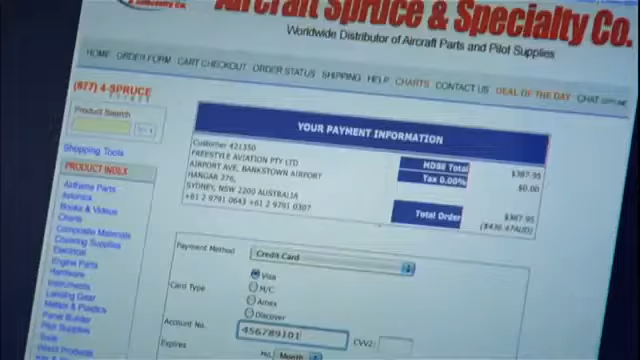 Aircraft Spruce & Specialty Co.
Worldwide Distributor of Aircraft Parts and Pilot Supplies
HOME ORDER FORM CART CHECKOUT ORDER STATUS SHIPPING HELP CHARTS CONTACT US DEAL OF THE DAY CHAT OFFLINE
(877) 4-SPRUCE
Product Search
Shopping Tools
PRODUCT INDEX
Airframe Parts
Avionics
Books & Videos
Charts
Composite Materials
Covering Supplies
Electrical
Engine Parts
Hardware
Instruments
Landing Gear
Metals & Plastics
Panel Builder
Pilot Supplies
Tools
Wicks Products
YOUR PAYMENT INFORMATION
Customer 421350
FREESTYLE AVIATION PTY LTD
AIRPORT AVE, BANKSTOWN AIRPORT
HANGAR 276,
SYDNEY, NSW 2200 AUSTRALIA
+61 2 9791 0643 +61 2 9791 0307
MDSE Total $387.95
Tax 0.00% $0.00
Total Order $387.95
Payment Method Credit Card
Card Type
Visa
M/C
Amex
Discover
Account No. 456789101
CVV2:
Expires
Mo. Month